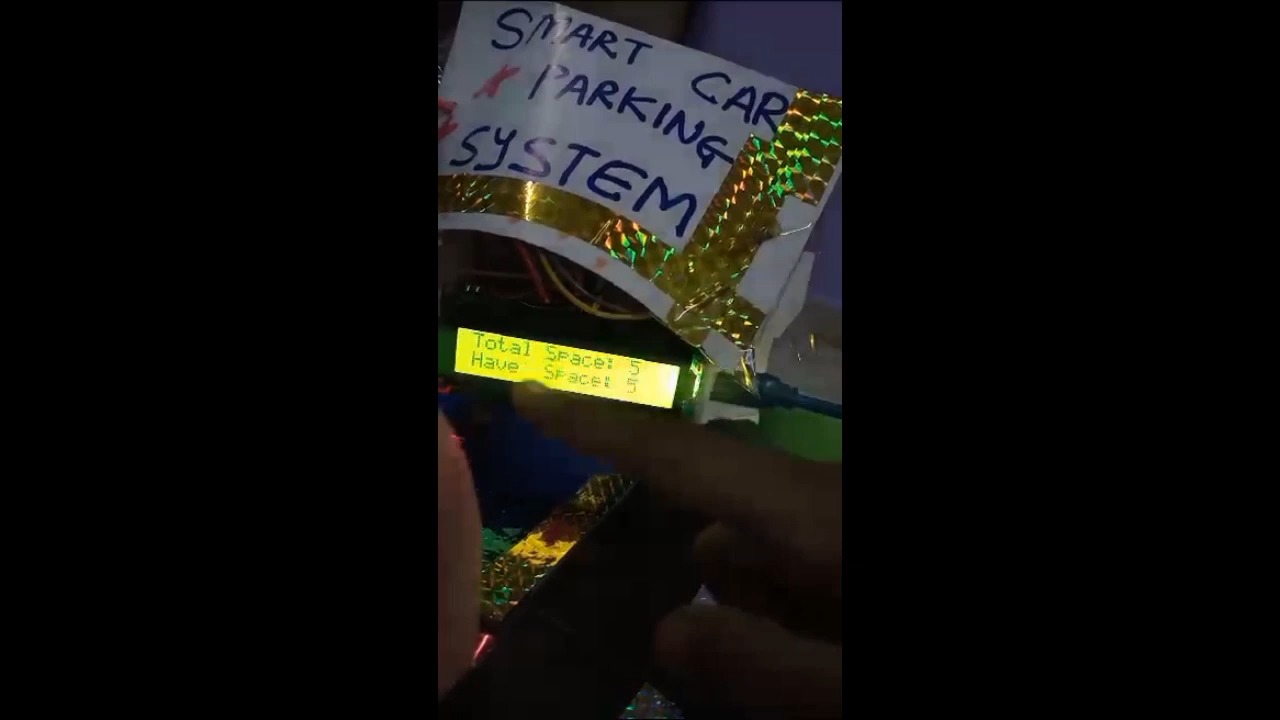 SMART CAR
PARKING
SYSTEM
Total Space: 5
Have Space: 5